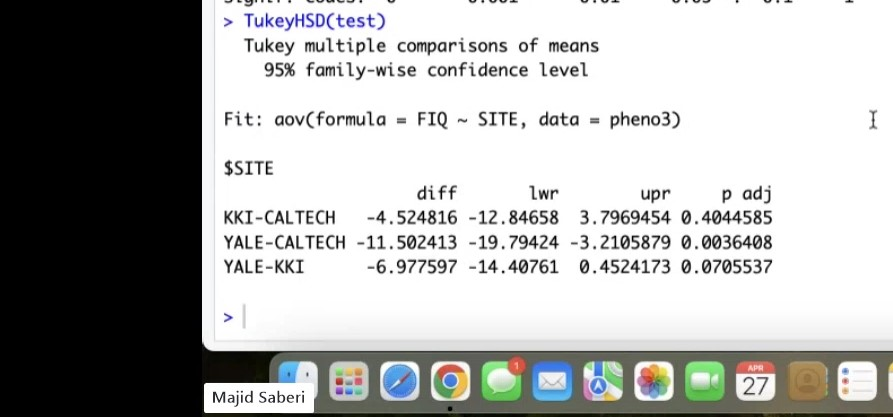 > TukeyHSD(test)
Tukey multiple comparisons of means
95% family-wise confidence level
Fit: aov(formula = FIQ ~ SITE, data = pheno3)
$SITE
diff lwr upr p adj
KKI-CALTECH -4.524816 -12.84658 3.7969454 0.4044585
YALE-CALTECH -11.502413 -19.79424 -3.2105879 0.0036408
YALE-KKI -6.977597 -14.40761 0.4524173 0.0705537
>
1
APR
27
Majid Saberi